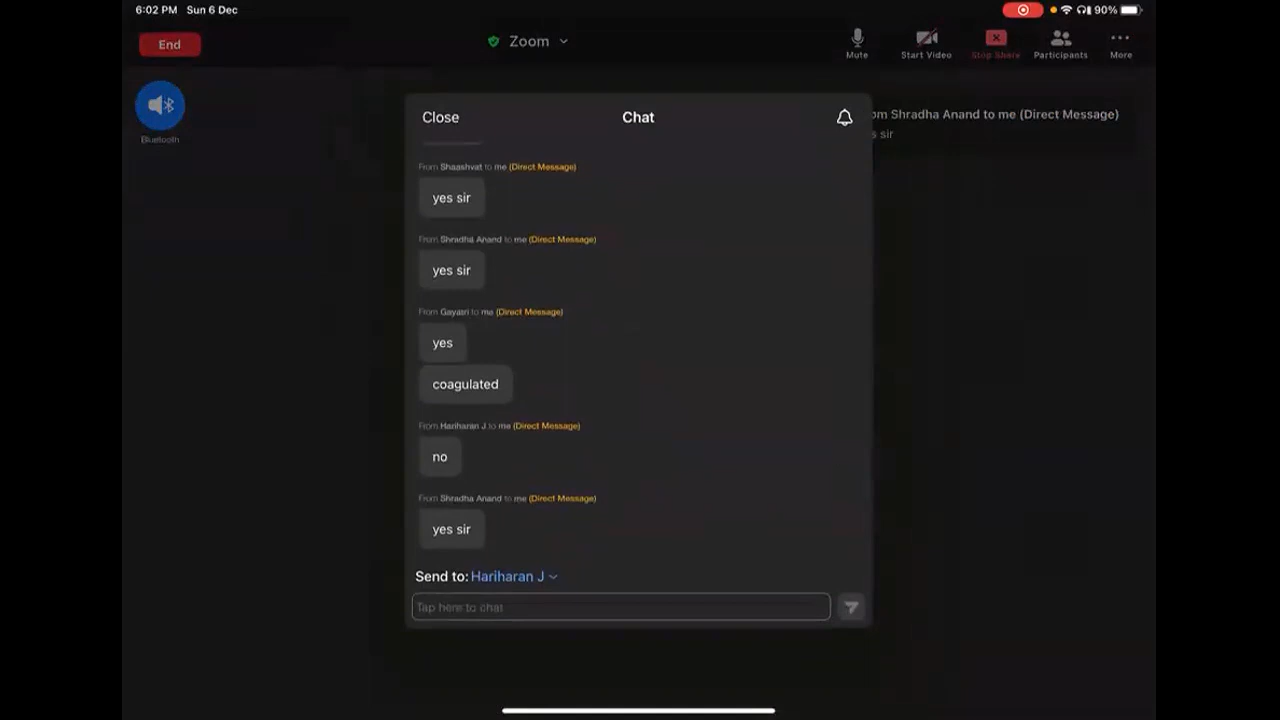 6:02 PM Sun 6 Dec
90%
End
Zoom
Mute
Start Video
Stop Share
Participants
More
Bluetooth
Close
Chat
om Shradha Anand to me (Direct Message)
s sir
From Shaashvat to me (Direct Message)
yes sir
From Shradha Anand to me (Direct Message)
yes sir
From Gayatri to me (Direct Message)
yes
coagulated
From Hariharan J to me (Direct Message)
no
From Shradha Anand to me (Direct Message)
yes sir
Send to: Hariharan J
Tap here to chat